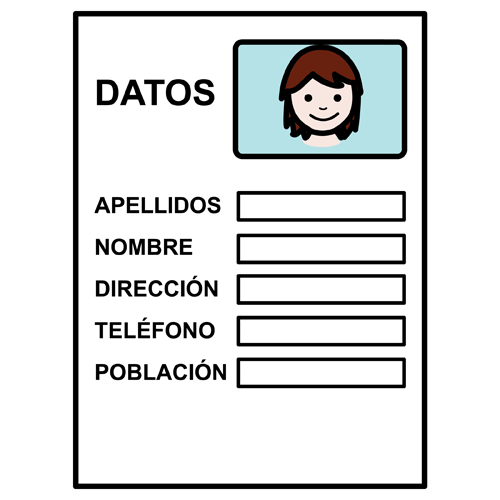 DATOS
APELLIDOS
NOMBRE
DIRECCIÓN
TELÉFONO
POBLACIÓN